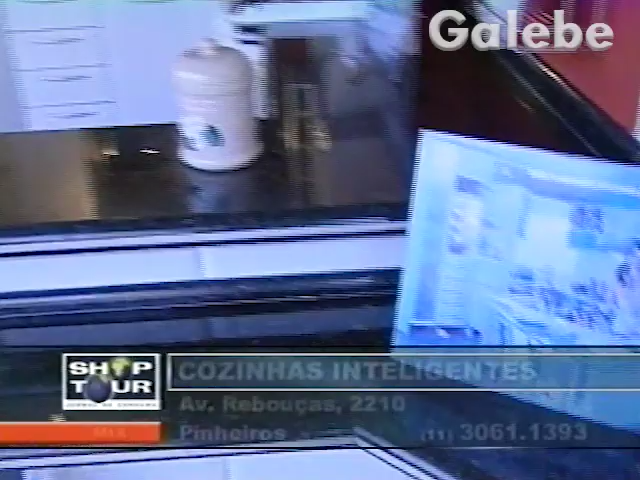 Galebe
SHOP
TOUR
COZINHAS INTELIGENTES
Av. Rebouças, 2210
Pinheiros (11) 3061.1393